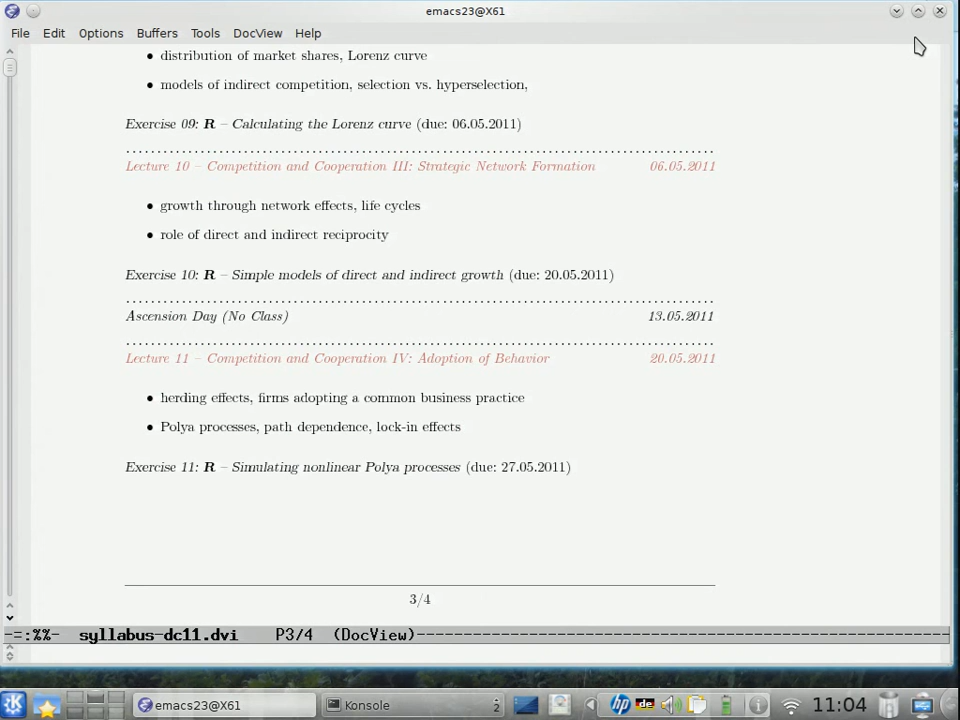 emacs23@X61
File Edit Options Buffers Tools DocView Help
• distribution of market shares, Lorenz curve
• models of indirect competition, selection vs. hyperselection,
Exercise 09: R – Calculating the Lorenz curve (due: 06.05.2011)
Lecture 10 – Competition and Cooperation III: Strategic Network Formation 06.05.2011
• growth through network effects, life cycles
• role of direct and indirect reciprocity
Exercise 10: R – Simple models of direct and indirect growth (due: 20.05.2011)
Ascension Day (No Class) 13.05.2011
Lecture 11 – Competition and Cooperation IV: Adoption of Behavior 20.05.2011
• herding effects, firms adopting a common business practice
• Polya processes, path dependence, lock-in effects
Exercise 11: R – Simulating nonlinear Polya processes (due: 27.05.2011)
3/4
-=:%%- syllabus-dc11.dvi P3/4 (DocView)----------------------------------------------------------------
emacs23@X61 Konsole 2 hp de 11:04